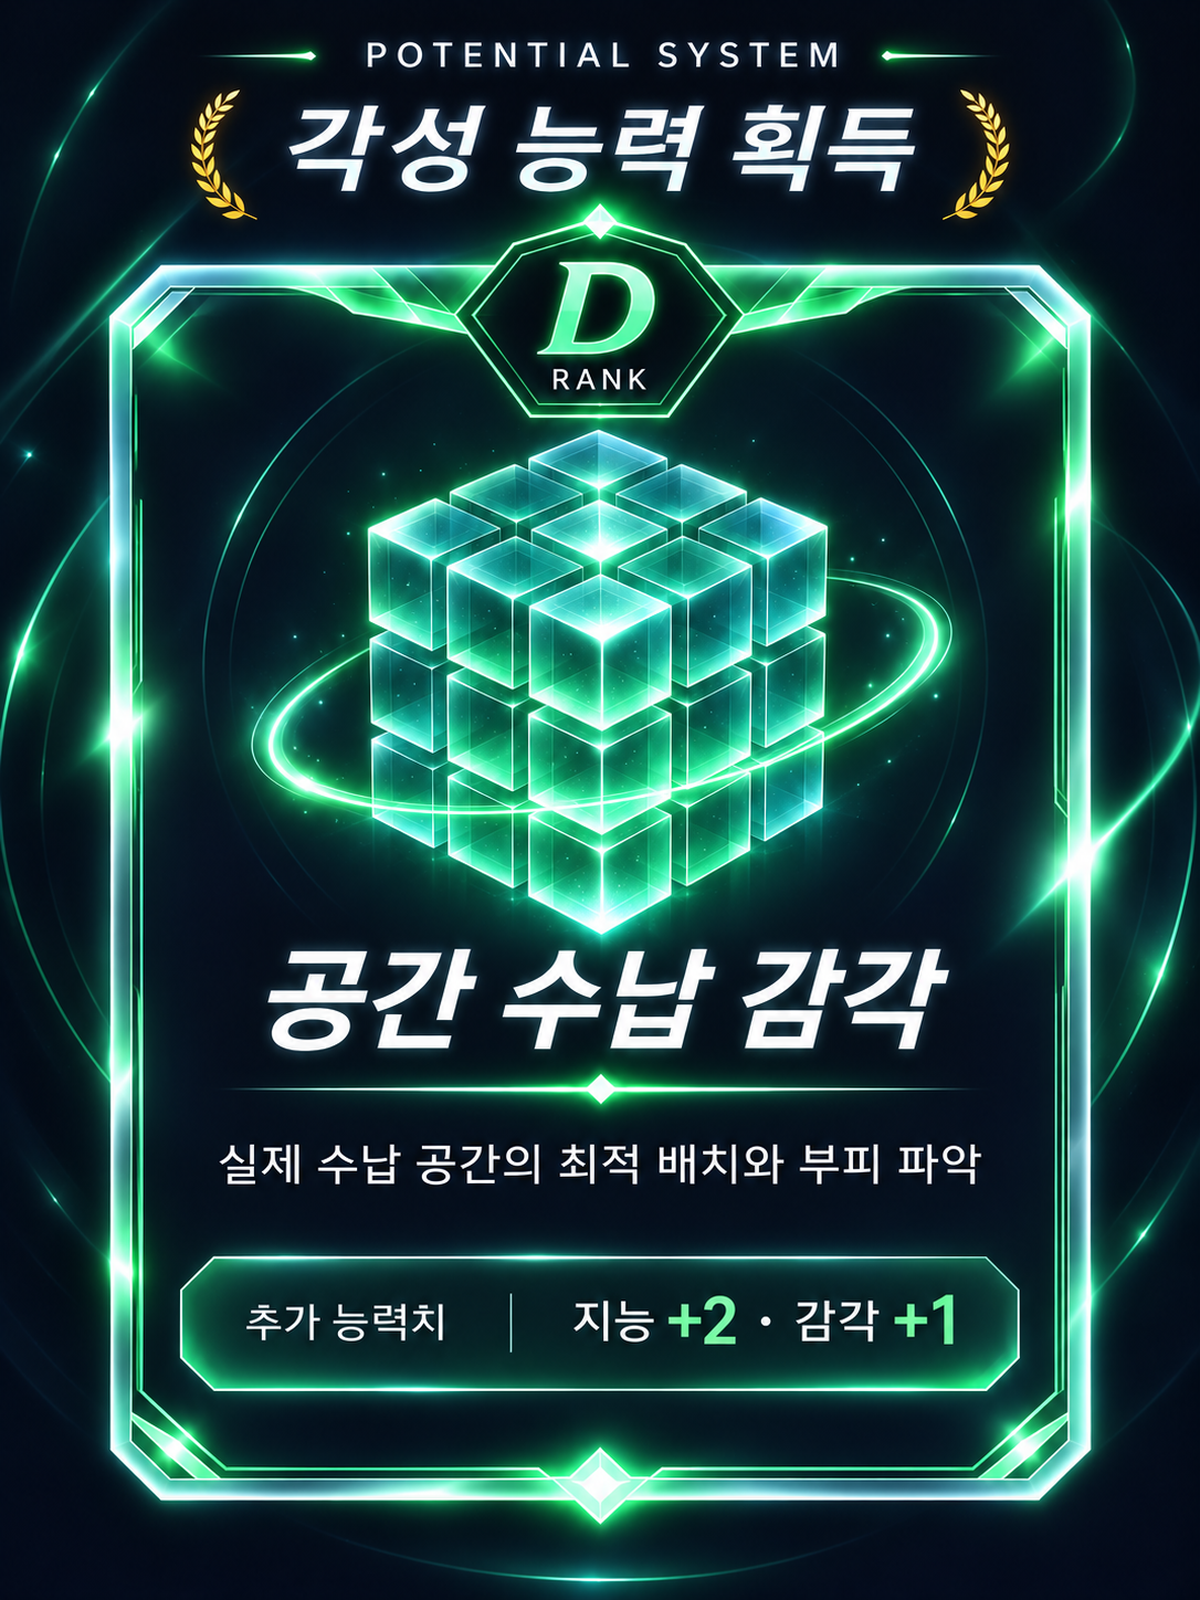 POTENTIAL SYSTEM
각성 능력 획득
D
RANK
공간 수납 감각
실제 수납 공간의 최적 배치와 부피 파악
추가 능력치 지능 +2 · 감각 +1